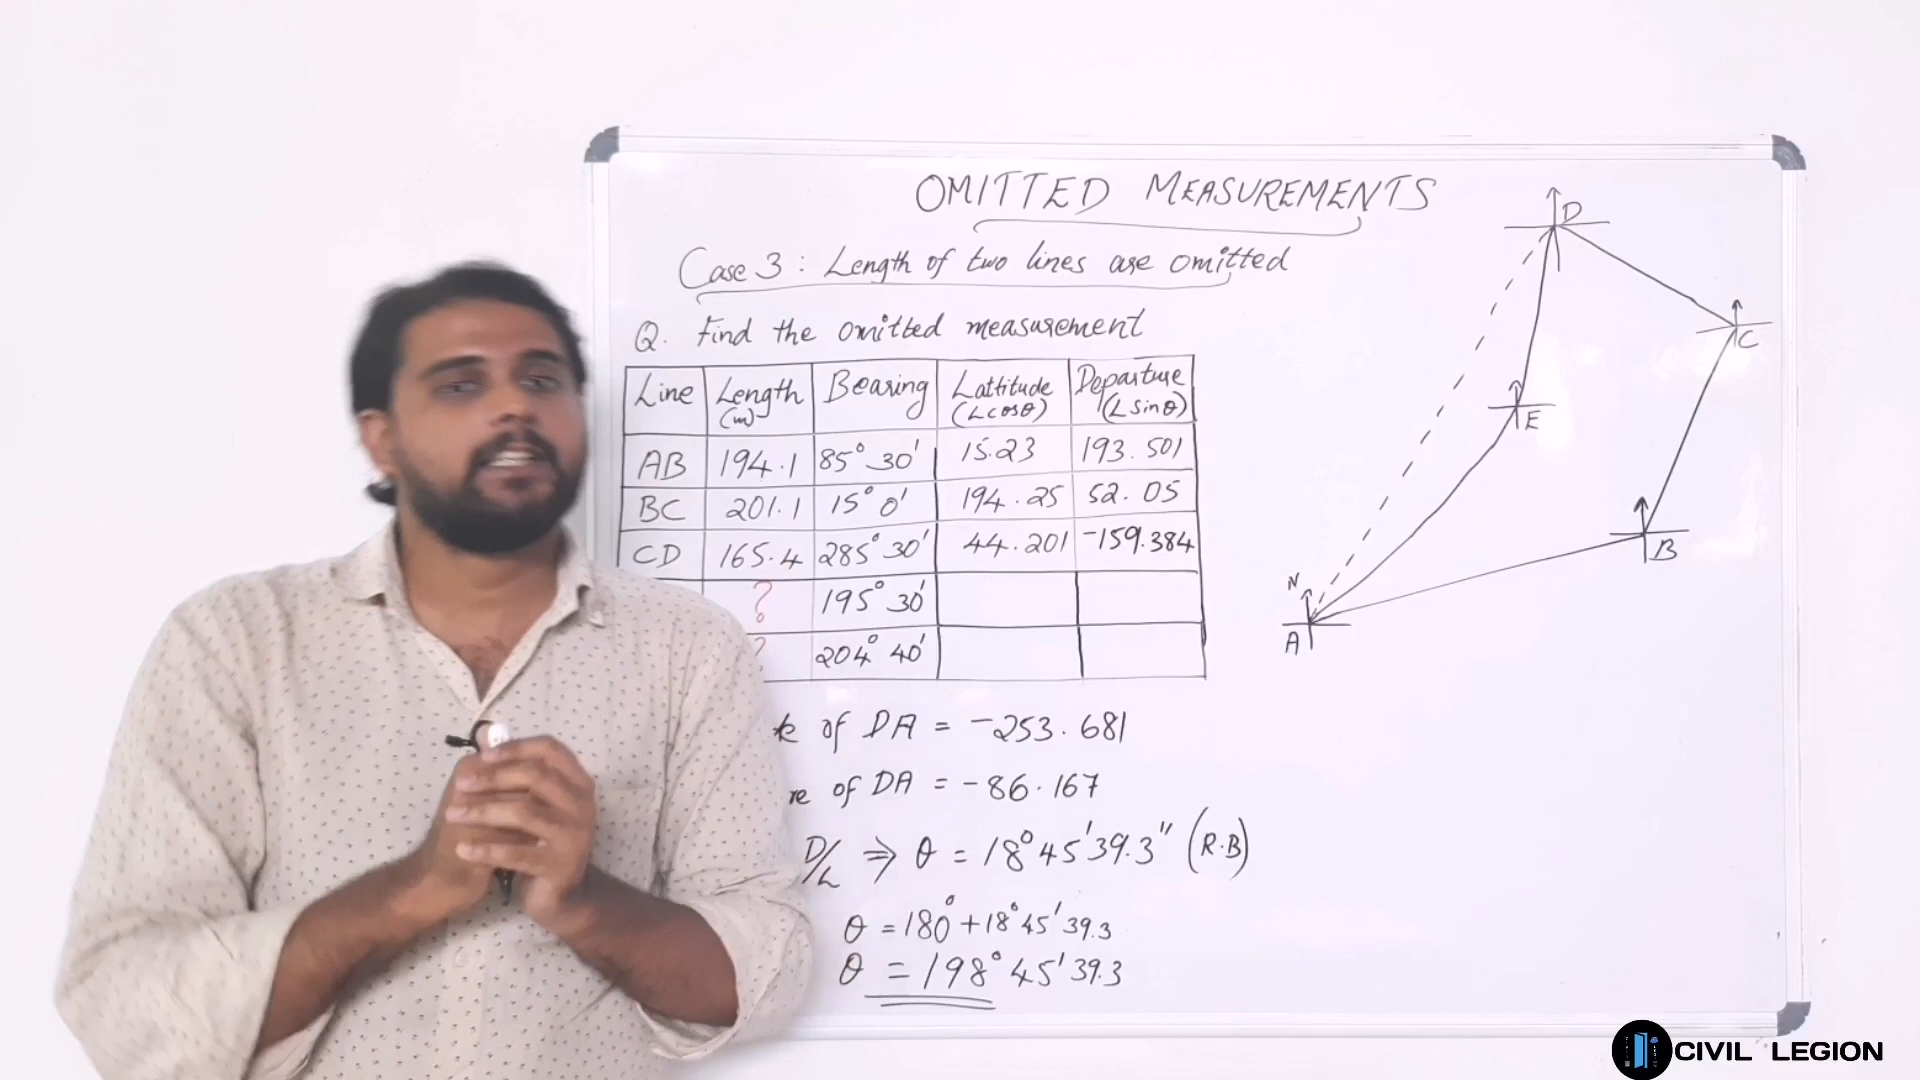 OMITTED MEASUREMENTS
Case 3: Length of two lines are omitted
Q. Find the omitted measurement
Line Length (m) Bearing Lattitude (Lcosθ) Departure (Lsinθ)
AB 194.1 85° 30' 15.23 193.501
BC 201.1 15° 0' 194.25 52.05
CD 165.4 285° 30' 44.201 -159.384
? 195° 30'
? 204° 40'
of DA = -253.681
re of DA = -86.167
D/L ⇒ θ = 18° 45' 39.3" (R.B)
θ = 180° + 18° 45' 39.3
θ = 198° 45' 39.3
D
C
E
B
N
A
CIVIL LEGION